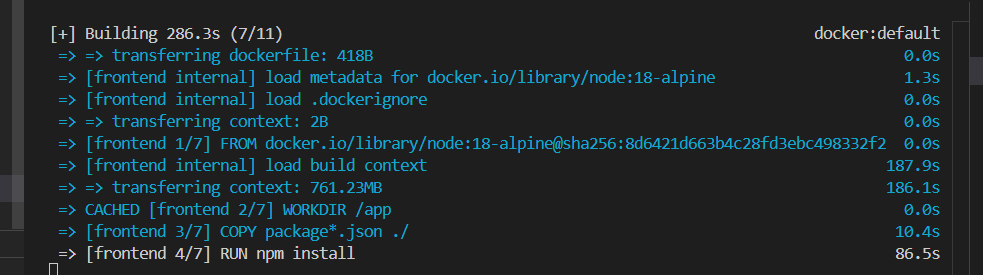 [+] Building 286.3s (7/11) docker:default
=> => transferring dockerfile: 418B 0.0s
=> [frontend internal] load metadata for docker.io/library/node:18-alpine 1.3s
=> [frontend internal] load .dockerignore 0.0s
=> => transferring context: 2B 0.0s
=> [frontend 1/7] FROM docker.io/library/node:18-alpine@sha256:8d6421d663b4c28fd3ebc498332f2 0.0s
=> [frontend internal] load build context 187.9s
=> => transferring context: 761.23MB 186.1s
=> CACHED [frontend 2/7] WORKDIR /app 0.0s
=> [frontend 3/7] COPY package*.json ./ 10.4s
=> [frontend 4/7] RUN npm install 86.5s